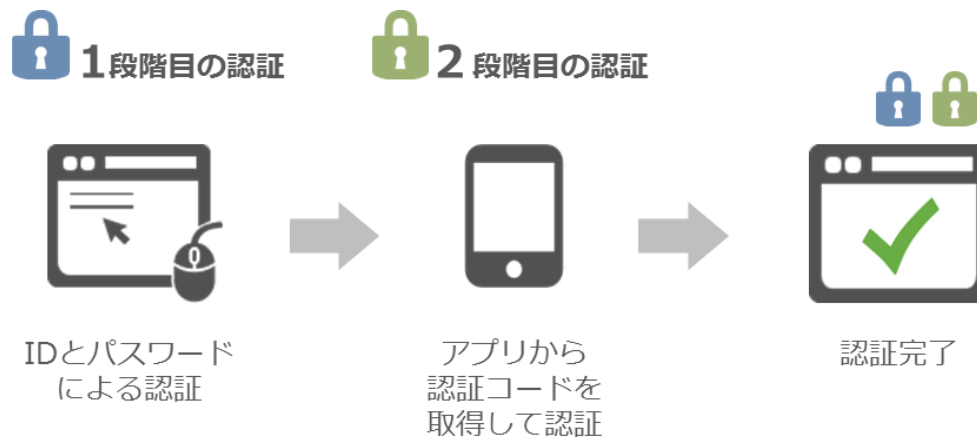 1段階目の認証
2段階目の認証
IDとパスワード
による認証
アプリから
認証コードを
取得して認証
認証完了